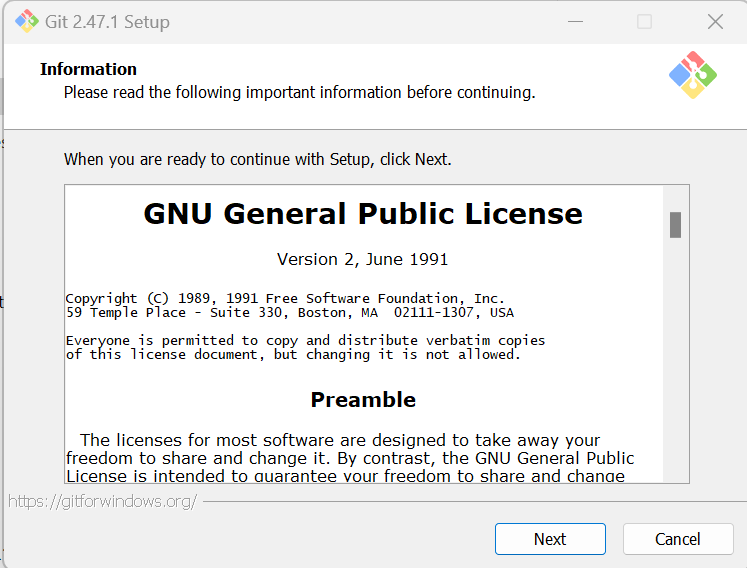 Git 2.47.1 Setup
Information
Please read the following important information before continuing.
When you are ready to continue with Setup, click Next.
GNU General Public License
Version 2, June 1991
Copyright (C) 1989, 1991 Free Software Foundation, Inc.
59 Temple Place - Suite 330, Boston, MA  02111-1307, USA
Everyone is permitted to copy and distribute verbatim copies
of this license document, but changing it is not allowed.
Preamble
The licenses for most software are designed to take away your
freedom to share and change it. By contrast, the GNU General Public
License is intended to guarantee your freedom to share and change
https://gitforwindows.org/
Next
Cancel